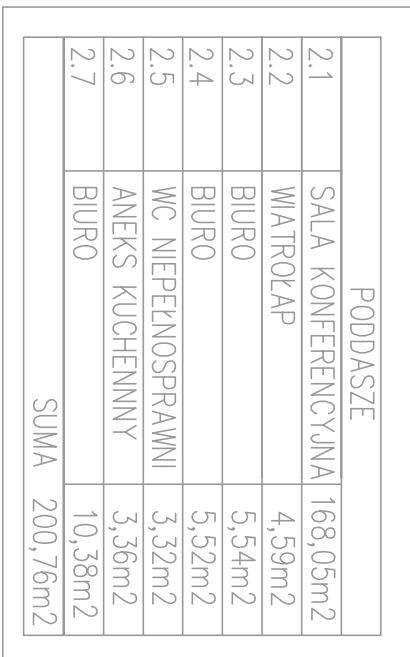 PODDASZE
2.1 SALA KONFERENCYJNA 168,05m2
2.2 WIATROŁAP 4,59m2
2.3 BIURO 5,54m2
2.4 BIURO 5,52m2
2.5 WC NIEPEŁNOSPRAWNI 3,32m2
2.6 ANEKS KUCHENNNY 3,36m2
2.7 BIURO 10,38m2
SUMA 200,76m2